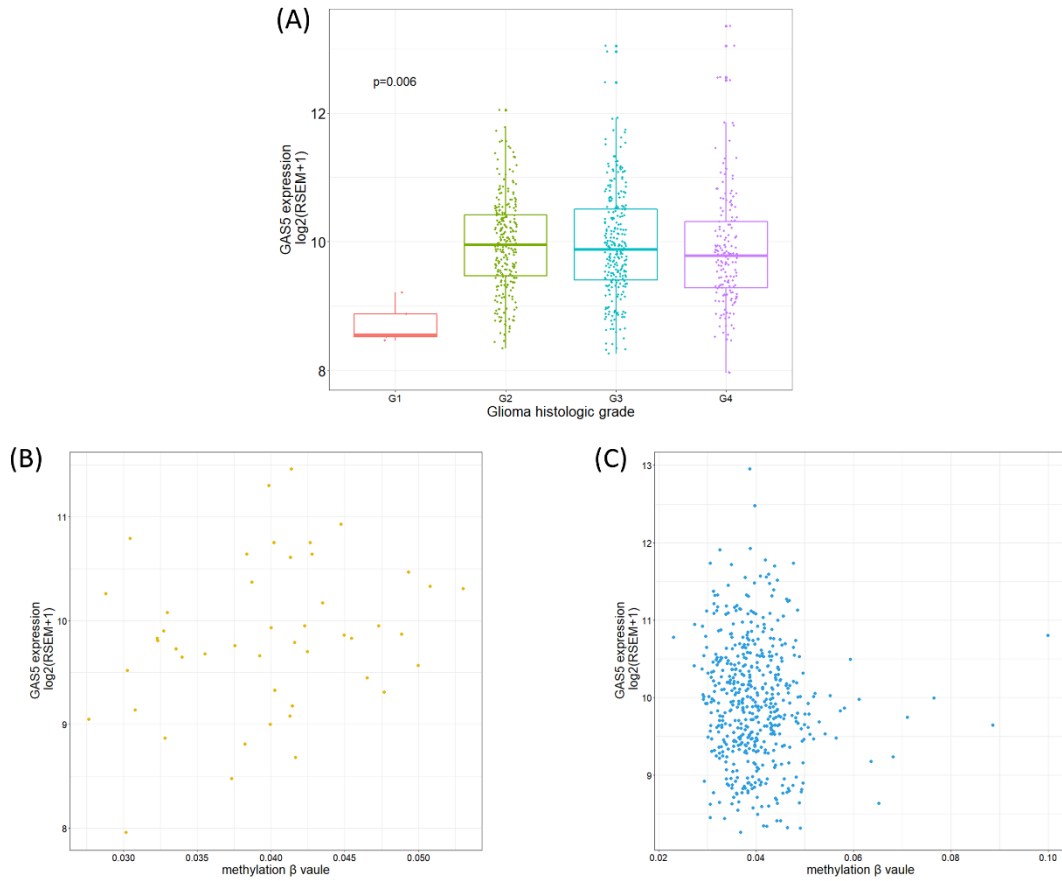 (A)
p=0.006
GAS5 expression
log2(RSEM+1)
12
10
8
G1 G2 G3 G4
Glioma histologic grade
(B)
GAS5 expression
log2(RSEM+1)
11
10
9
8
0.030 0.035 0.040 0.045 0.050
methylation β vaule
(C)
GAS5 expression
log2(RSEM+1)
13
12
11
10
9
0.02 0.04 0.06 0.08 0.10
methylation β vaule